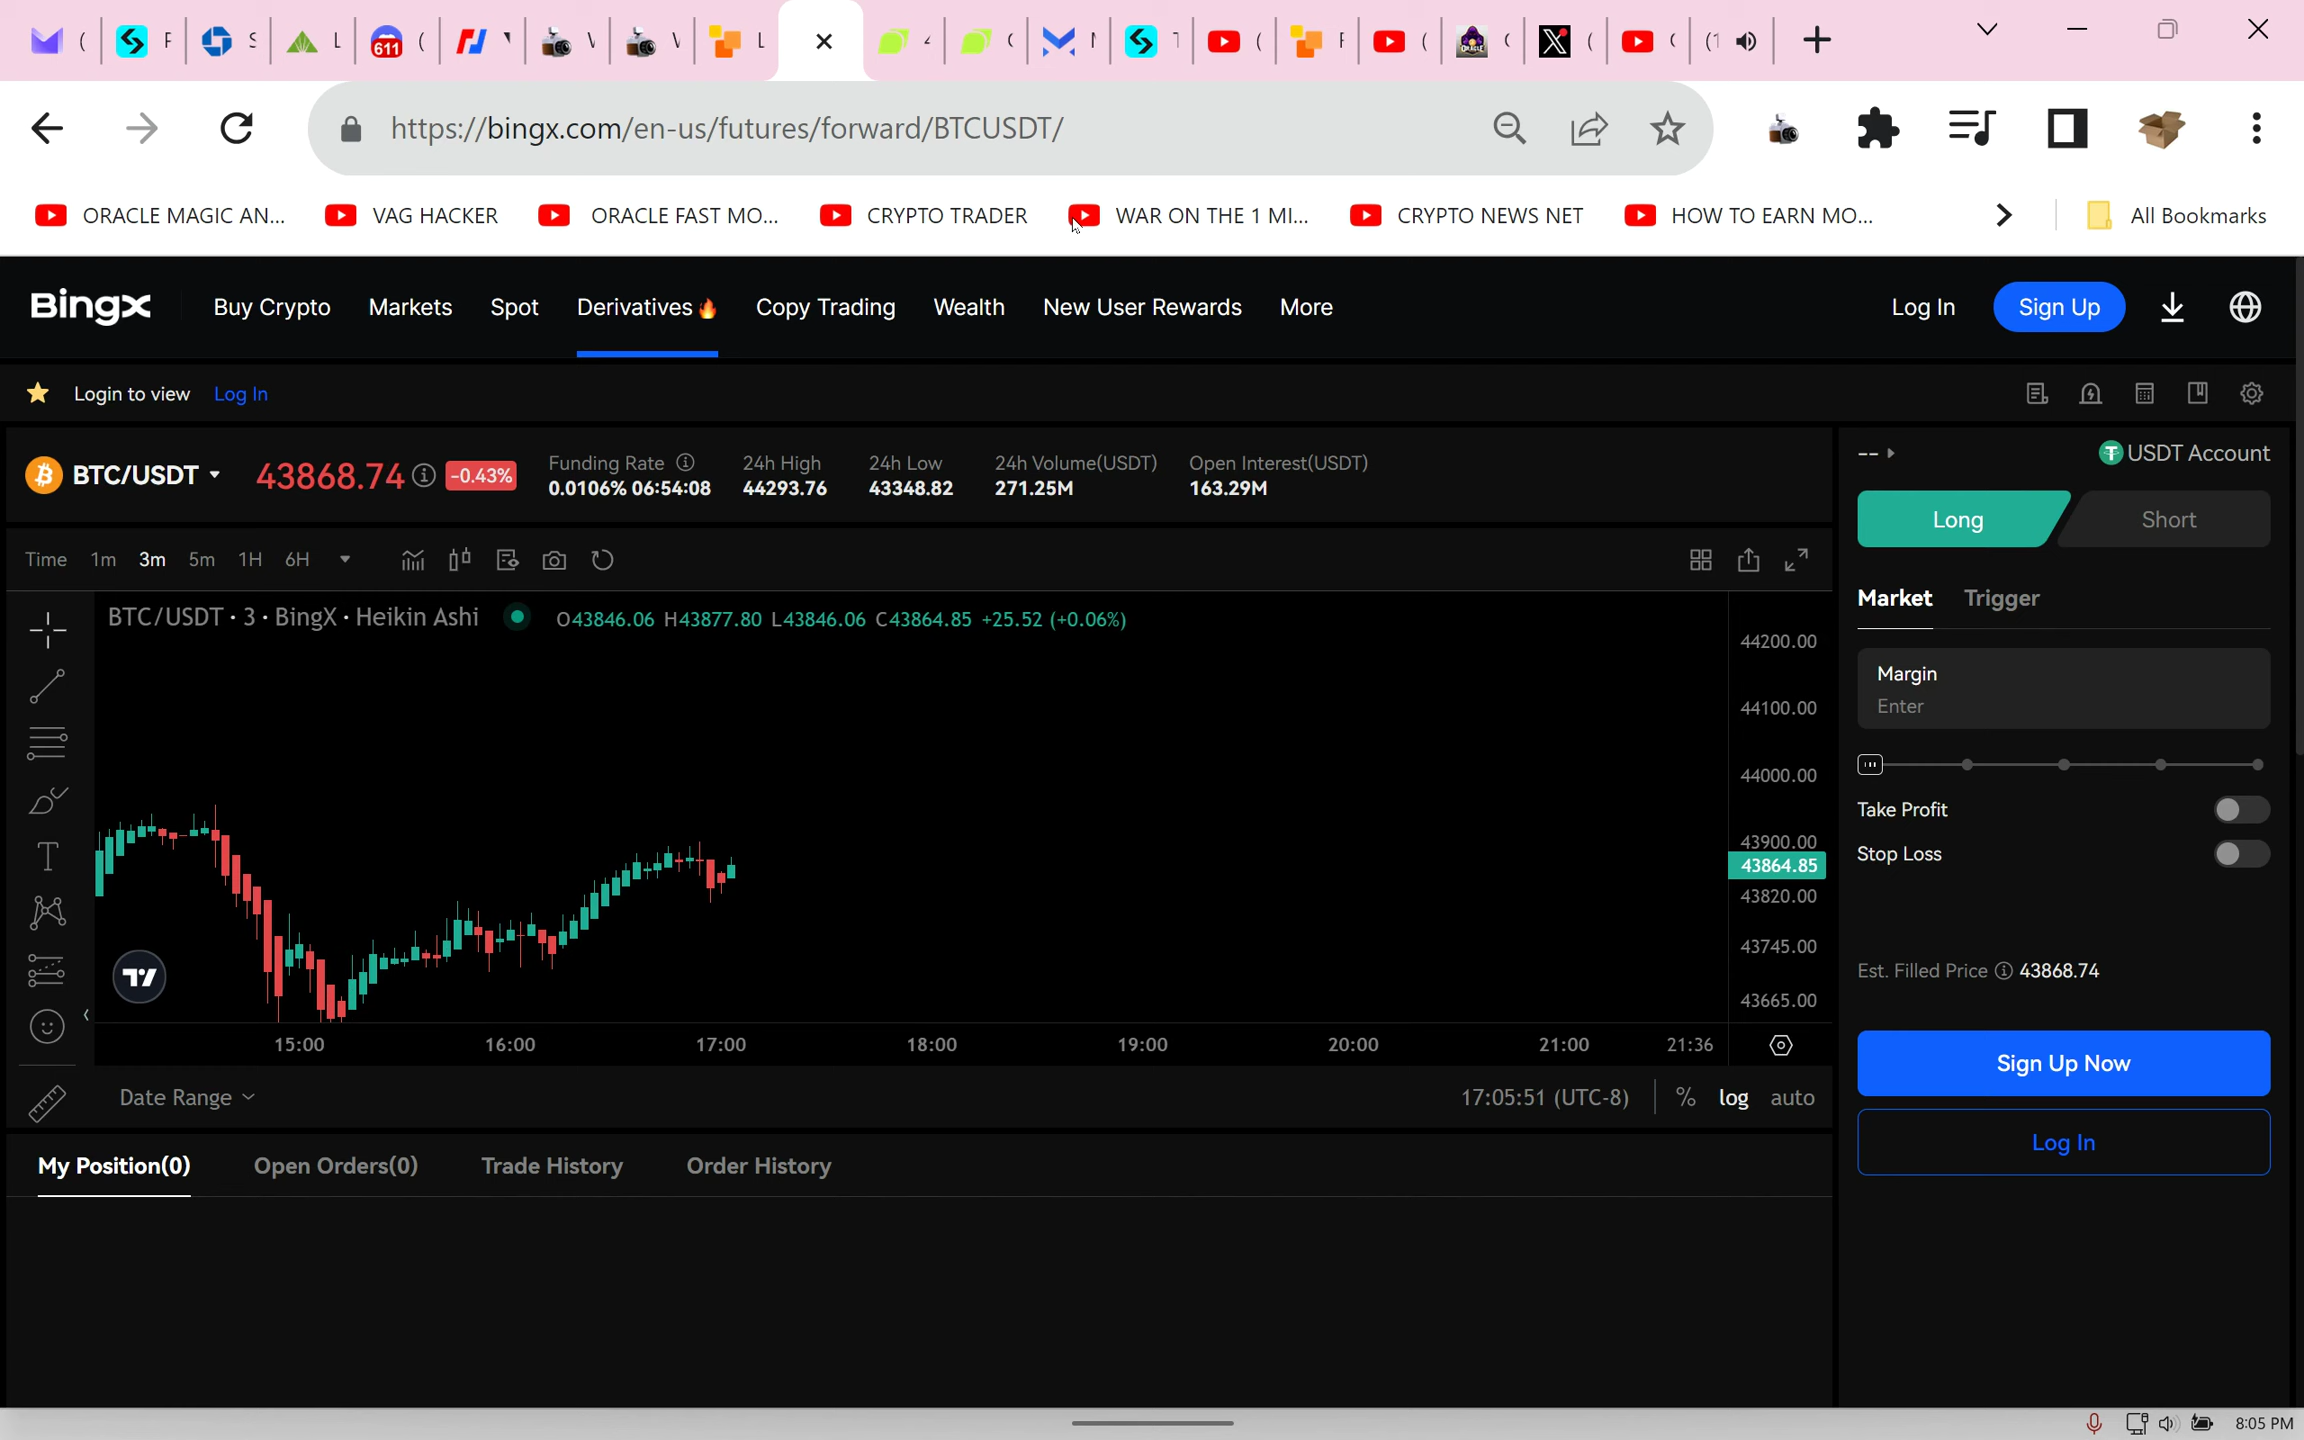 https://bingx.com/en-us/futures/forward/BTCUSDT/
ORACLE MAGIC AN... VAG HACKER ORACLE FAST MO... CRYPTO TRADER WAR ON THE 1 MI... CRYPTO NEWS NET HOW TO EARN MO... All Bookmarks
BingX Buy Crypto Markets Spot Derivatives Copy Trading Wealth New User Rewards More Log In Sign Up
Login to view Log In
BTC/USDT 43868.74 -0.43%
Funding Rate 24h High 24h Low 24h Volume(USDT) Open Interest(USDT)
0.0106% 06:54:08 44293.76 43348.82 271.25M 163.29M
Time 1m 3m 5m 1H 6H
BTC/USDT · 3 · BingX · Heikin Ashi O43846.06 H43877.80 L43846.06 C43864.85 +25.52 (+0.06%)
44200.00
44100.00
44000.00
43900.00
43864.85
43820.00
43745.00
43665.00
15:00 16:00 17:00 18:00 19:00 20:00 21:00 21:36
Date Range 17:05:51 (UTC-8) % log auto
My Position(0) Open Orders(0) Trade History Order History
-- USDT Account
Long Short
Market Trigger
Margin
Enter
Take Profit
Stop Loss
Est. Filled Price 43868.74
Sign Up Now
Log In
8:05 PM